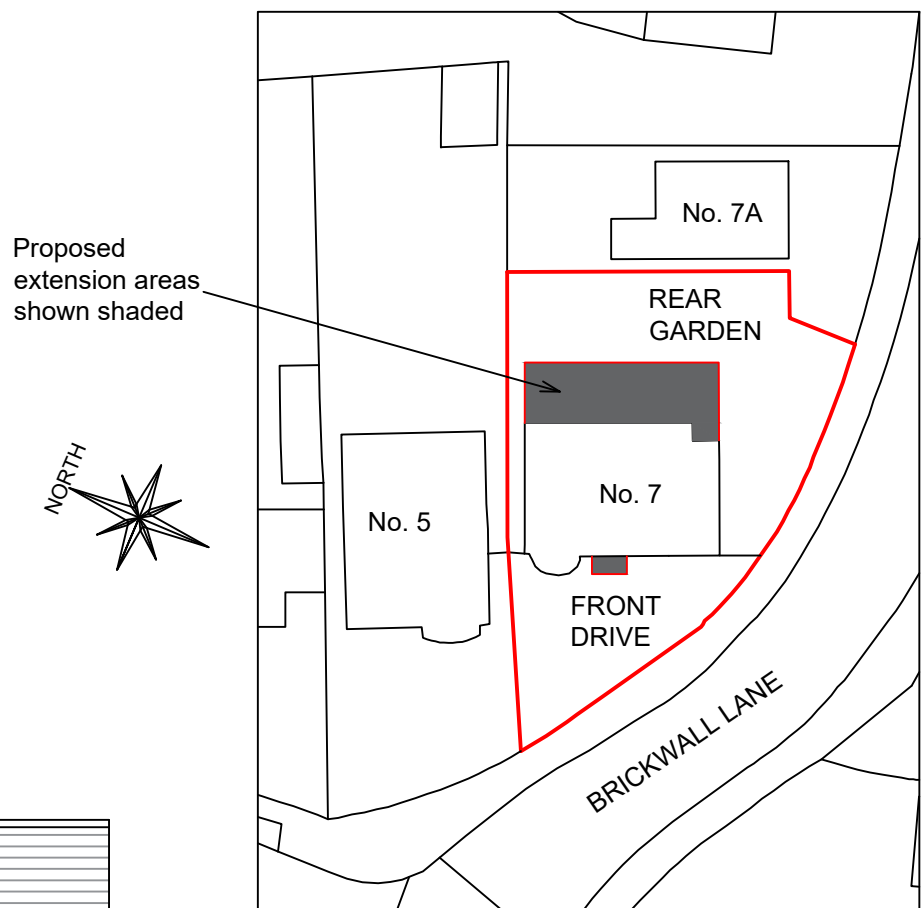 No. 7A
Proposed
extension areas
shown shaded
REAR
GARDEN
NORTH
No. 5
No. 7
FRONT
DRIVE
BRICKWALL LANE